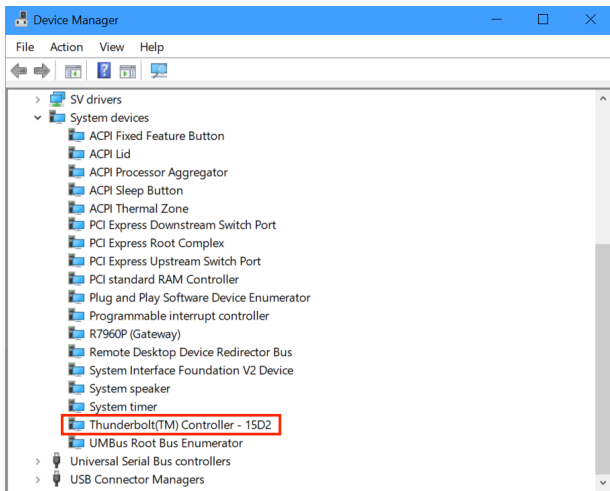 Device Manager
File Action View Help
SV drivers
System devices
ACPI Fixed Feature Button
ACPI Lid
ACPI Processor Aggregator
ACPI Sleep Button
ACPI Thermal Zone
PCI Express Downstream Switch Port
PCI Express Root Complex
PCI Express Upstream Switch Port
PCI standard RAM Controller
Plug and Play Software Device Enumerator
Programmable interrupt controller
R7960P (Gateway)
Remote Desktop Device Redirector Bus
System Interface Foundation V2 Device
System speaker
System timer
Thunderbolt(TM) Controller - 15D2
UMBus Root Bus Enumerator
Universal Serial Bus controllers
USB Connector Managers